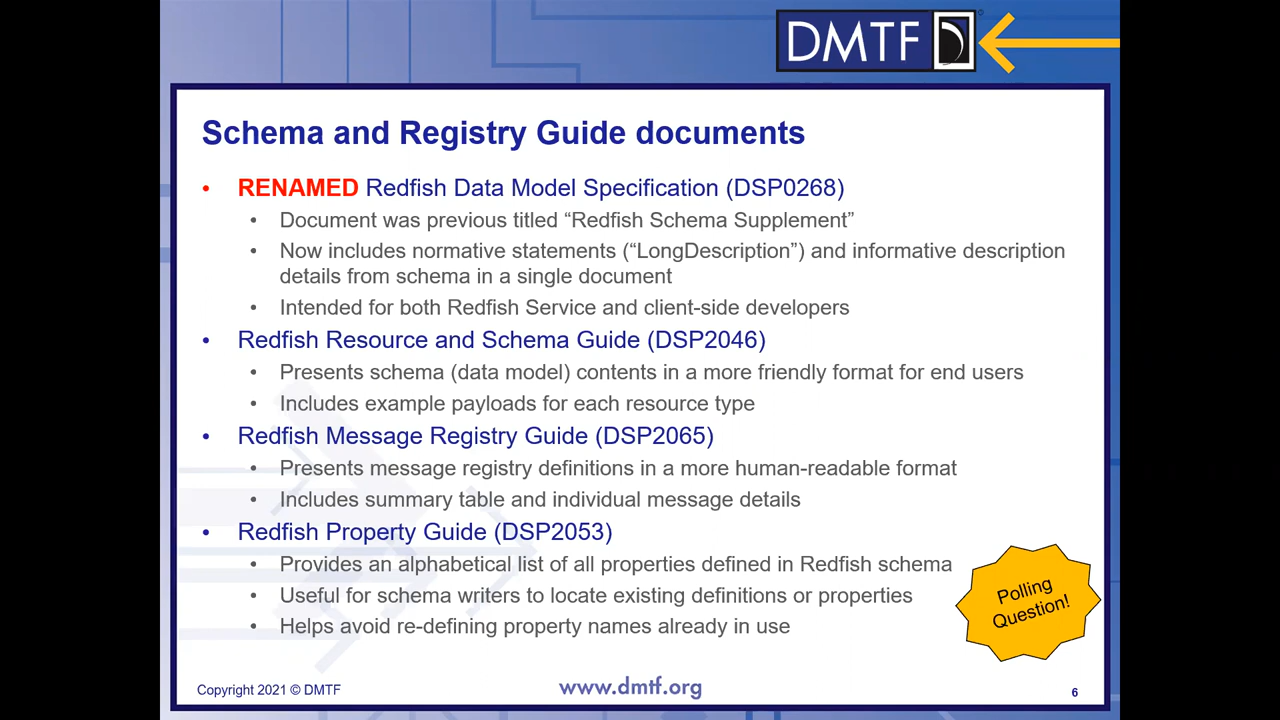 DMTF
Schema and Registry Guide documents
• RENAMED Redfish Data Model Specification (DSP0268)
• Document was previous titled “Redfish Schema Supplement”
• Now includes normative statements (“LongDescription”) and informative description
details from schema in a single document
• Intended for both Redfish Service and client-side developers
• Redfish Resource and Schema Guide (DSP2046)
• Presents schema (data model) contents in a more friendly format for end users
• Includes example payloads for each resource type
• Redfish Message Registry Guide (DSP2065)
• Presents message registry definitions in a more human-readable format
• Includes summary table and individual message details
• Redfish Property Guide (DSP2053)
• Provides an alphabetical list of all properties defined in Redfish schema
• Useful for schema writers to locate existing definitions or properties
• Helps avoid re-defining property names already in use
Polling
Question!
Copyright 2021 © DMTF
www.dmtf.org
6